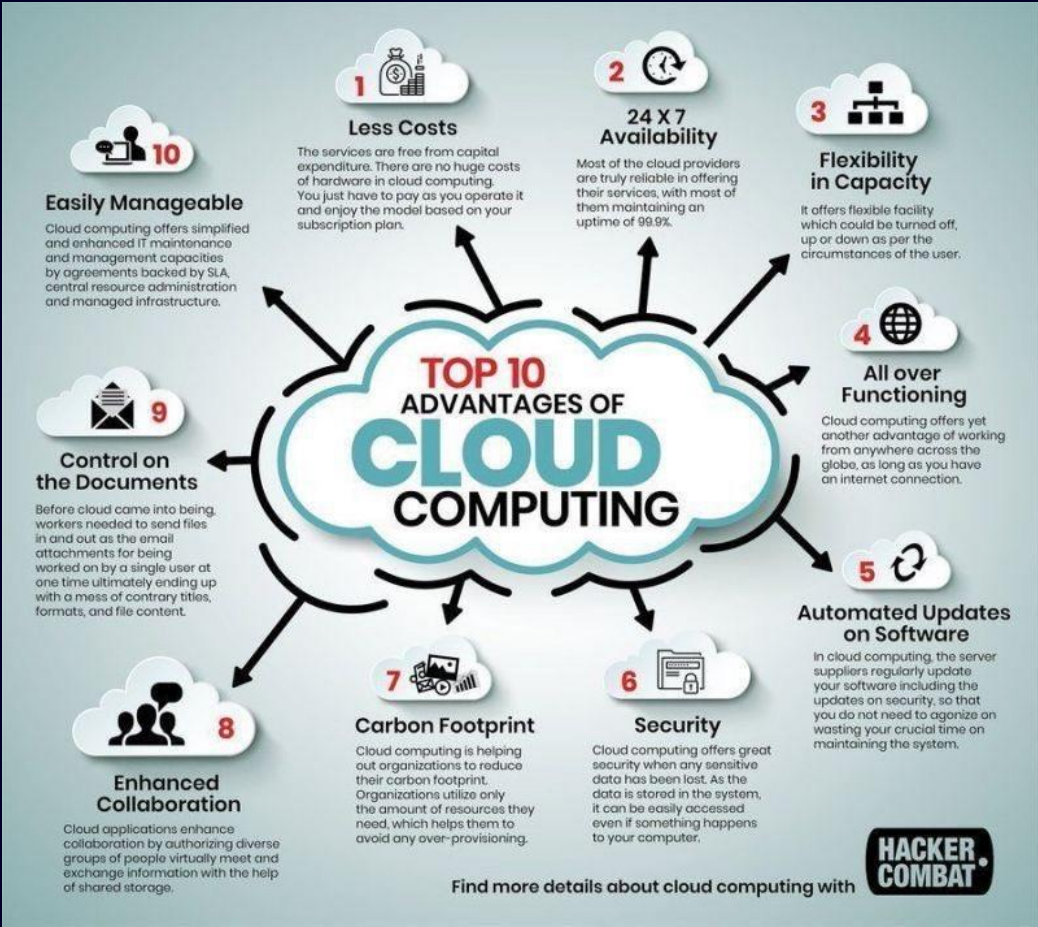 TOP 10
ADVANTAGES OF
CLOUD
COMPUTING
1
Less Costs
The services are free from capital
expenditure. There are no huge costs
of hardware in cloud computing.
You just have to pay as you operate it
and enjoy the model based on your
subscription plan.
2
24 X 7
Availability
Most of the cloud providers
are truly reliable in offering
their services, with most of
them maintaining an
uptime of 99.9%.
3
Flexibility
in Capacity
It offers flexible facility
which could be turned off,
up or down as per the
circumstances of the user.
4
All over
Functioning
Cloud computing offers yet
another advantage of working
from anywhere across the
globe, as long as you have
an internet connection.
5
Automated Updates
on Software
In cloud computing, the server
suppliers regularly update
your software including the
updates on security, so that
you do not need to agonize on
wasting your crucial time on
maintaining the system.
6
Security
Cloud computing offers great
security when any sensitive
data has been lost. As the
data is stored in the system,
it can be easily accessed
even if something happens
to your computer.
7
Carbon Footprint
Cloud computing is helping
out organizations to reduce
their carbon footprint.
Organizations utilize only
the amount of resources they
need, which helps them to
avoid any over-provisioning.
8
Enhanced
Collaboration
Cloud applications enhance
collaboration by authorizing diverse
groups of people virtually meet and
exchange information with the help
of shared storage.
9
Control on
the Documents
Before cloud came into being,
workers needed to send files
in and out as the email
attachments for being
worked on by a single user at
one time ultimately ending up
with a mess of contrary titles,
formats, and file content.
10
Easily Manageable
Cloud computing offers simplified
and enhanced IT maintenance
and management capacities
by agreements backed by SLA,
central resource administration
and managed infrastructure.
Find more details about cloud computing with
HACKER
COMBAT